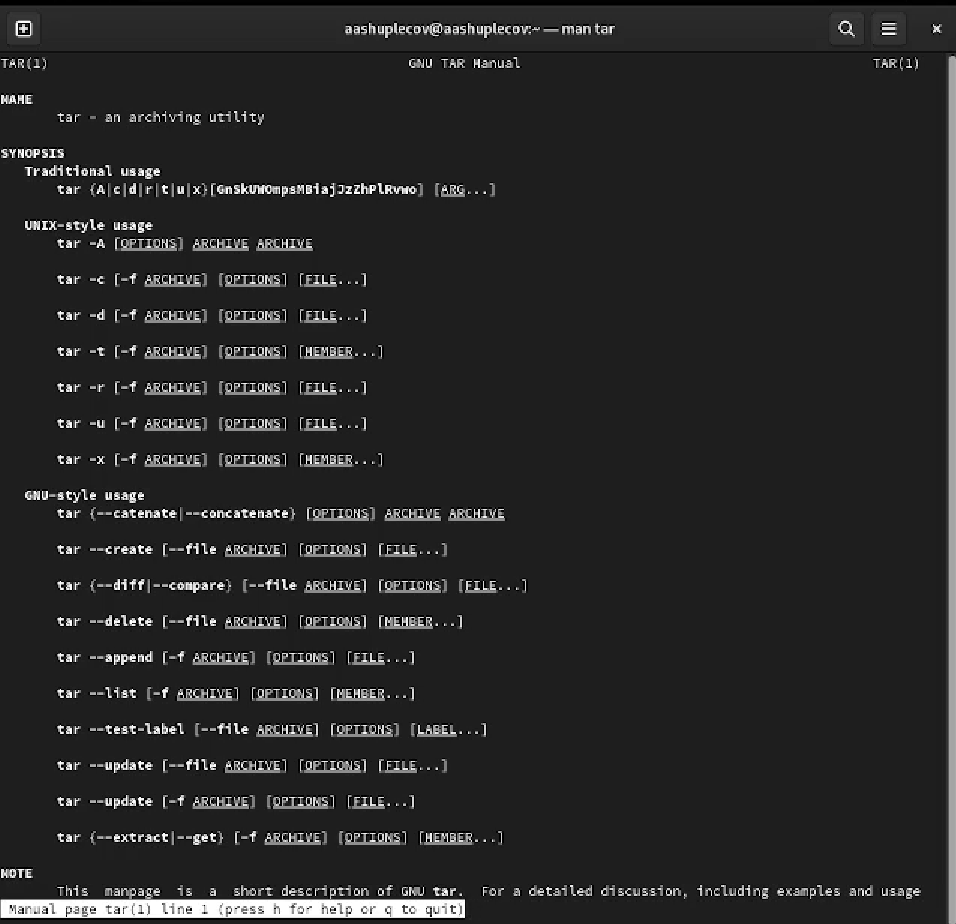 aashuplecov@aashuplecov:~ — man tar
TAR(1) GNU TAR Manual TAR(1)
NAME
tar - an archiving utility
SYNOPSIS
Traditional usage
tar {A|c|d|r|t|u|x}[GnSkUWOmpsMBiajJzZhPlRvwo] [ARG...]
UNIX-style usage
tar -A [OPTIONS] ARCHIVE ARCHIVE
tar -c [-f ARCHIVE] [OPTIONS] [FILE...]
tar -d [-f ARCHIVE] [OPTIONS] [FILE...]
tar -t [-f ARCHIVE] [OPTIONS] [MEMBER...]
tar -r [-f ARCHIVE] [OPTIONS] [FILE...]
tar -u [-f ARCHIVE] [OPTIONS] [FILE...]
tar -x [-f ARCHIVE] [OPTIONS] [MEMBER...]
GNU-style usage
tar {--catenate|--concatenate} [OPTIONS] ARCHIVE ARCHIVE
tar --create [--file ARCHIVE] [OPTIONS] [FILE...]
tar {--diff|--compare} [--file ARCHIVE] [OPTIONS] [FILE...]
tar --delete [--file ARCHIVE] [OPTIONS] [MEMBER...]
tar --append [-f ARCHIVE] [OPTIONS] [FILE...]
tar --list [-f ARCHIVE] [OPTIONS] [MEMBER...]
tar --test-label [--file ARCHIVE] [OPTIONS] [LABEL...]
tar --update [--file ARCHIVE] [OPTIONS] [FILE...]
tar --update [-f ARCHIVE] [OPTIONS] [FILE...]
tar {--extract|--get} [-f ARCHIVE] [OPTIONS] [MEMBER...]
NOTE
This manpage is a short description of GNU tar. For a detailed discussion, including examples and usage
Manual page tar(1) line 1 (press h for help or q to quit)